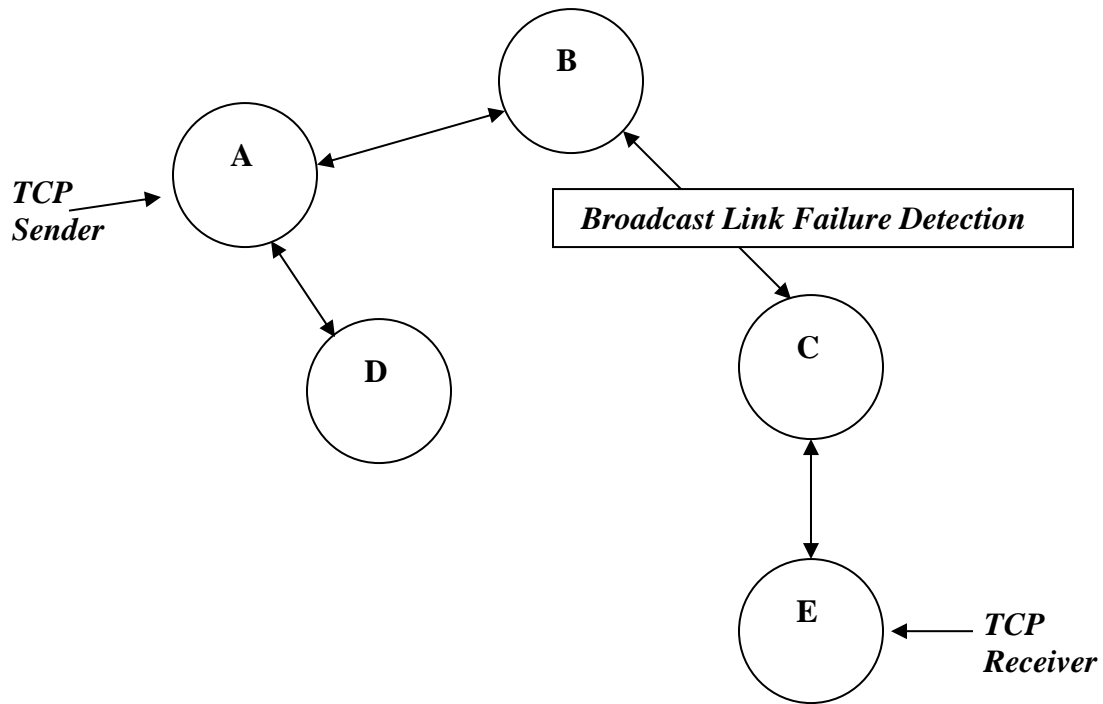 B
A
TCP
Sender
Broadcast Link Failure Detection
C
D
E
TCP
Receiver